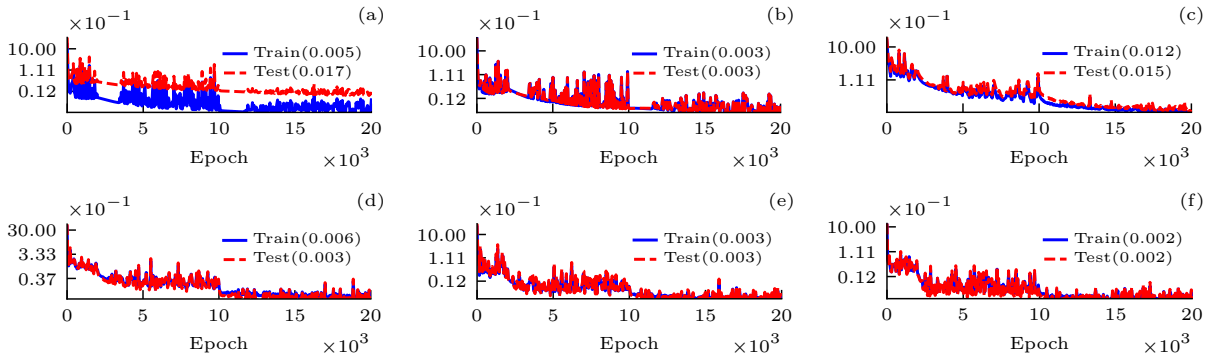 ×10⁻¹ (a)
10.00
1.11
0.12
Train(0.005)
Test(0.017)
0 5 10 15 20
Epoch
×10³
×10⁻¹ (b)
10.00
1.11
0.12
Train(0.003)
Test(0.003)
0 5 10 15 20
Epoch
×10³
×10⁻¹ (c)
10.00
1.11
Train(0.012)
Test(0.015)
0 5 10 15 20
Epoch
×10³
×10⁻¹ (d)
30.00
3.33
0.37
Train(0.006)
Test(0.003)
0 5 10 15 20
Epoch
×10³
×10⁻¹ (e)
10.00
1.11
0.12
Train(0.003)
Test(0.003)
0 5 10 15 20
Epoch
×10³
×10⁻¹ (f)
10.00
1.11
0.12
Train(0.002)
Test(0.002)
0 5 10 15 20
Epoch
×10³